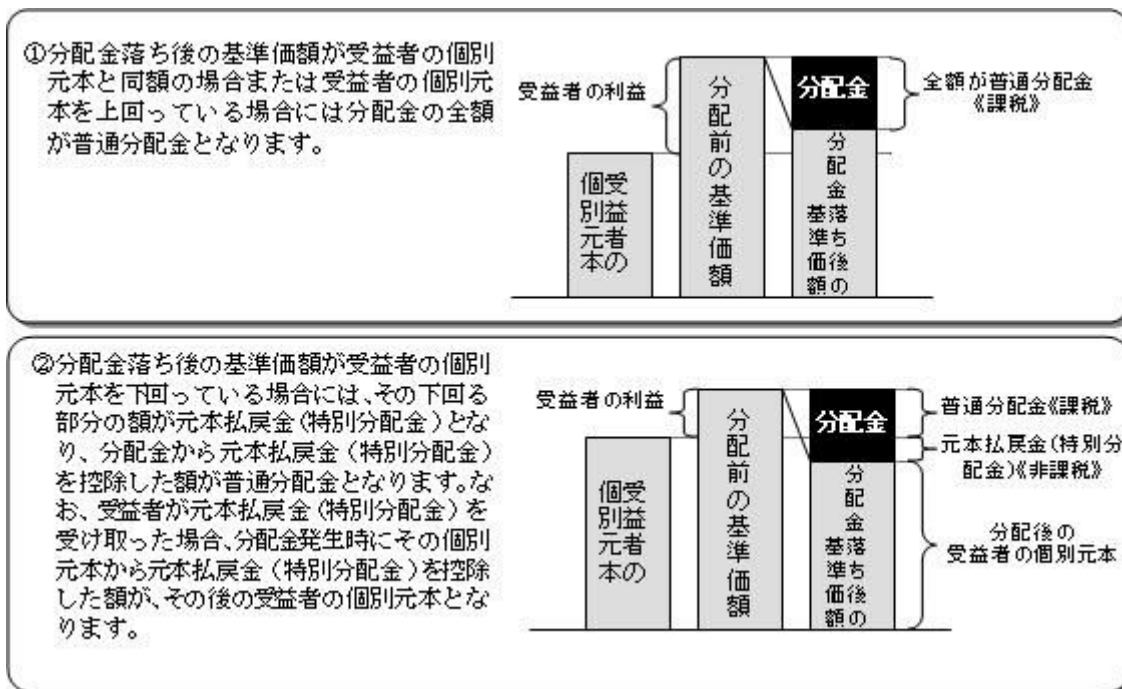 ①分配金落ち後の基準価額が受益者の個別
元本と同額の場合または受益者の個別元
本を上回っている場合には分配金の全額
が普通分配金となります。
受益者の利益
受益者の
個別元本
分配前の基準価額
分配金
分配金落ち後の
基準価額
全額が普通分配金
《課税》
②分配金落ち後の基準価額が受益者の個別
元本を下回っている場合には、その下回る
部分の額が元本払戻金(特別分配金)とな
り、分配金から元本払戻金(特別分配金)
を控除した額が普通分配金となります。な
お、受益者が元本払戻金(特別分配金)を
受け取った場合、分配金発生時にその個別
元本から元本払戻金(特別分配金)を控除
した額が、その後の受益者の個別元本とな
ります。
受益者の利益
受益者の
個別元本
分配前の基準価額
分配金
分配金落ち後の
基準価額
普通分配金《課税》
元本払戻金(特別分
配金)《非課税》
分配後の
受益者の個別元本